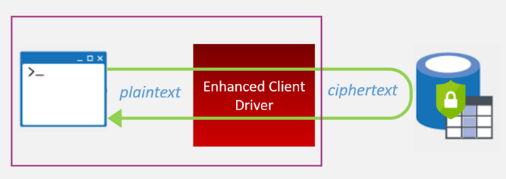 >_
plaintext
Enhanced Client
Driver
ciphertext